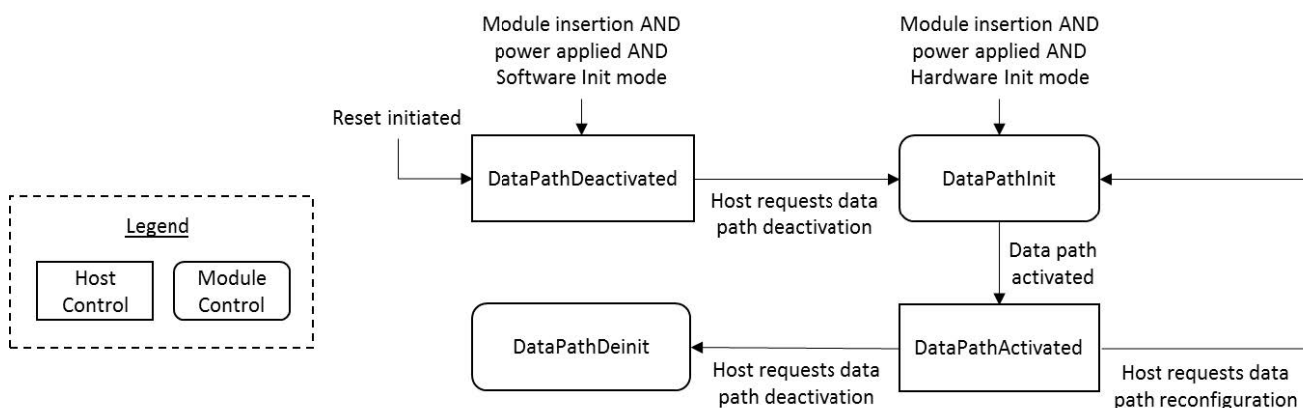 Module insertion AND
power applied AND
Software Init mode
Module insertion AND
power applied AND
Hardware Init mode
Reset initiated
DataPathDeactivated
DataPathInit
Host requests data
path deactivation
Legend
Host
Control
Module
Control
Data path
activated
DataPathDeinit
DataPathActivated
Host requests data
path deactivation
Host requests data
path reconfiguration